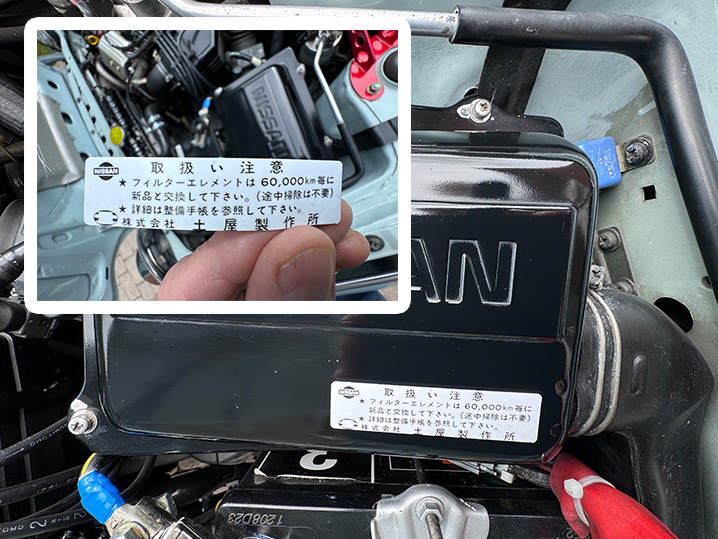 NISSAN
取扱い注意
NISSAN
★フィルターエレメントは60,000km毎に
新品と交換して下さい。(途中掃除は不要)
★詳細は整備手帳を参照して下さい。
株式会社 土屋製作所
AN
取扱い注意
NISSAN
★フィルターエレメントは60,000km毎に
新品と交換して下さい。(途中掃除は不要)
★詳細は整備手帳を参照して下さい。
株式会社 土屋製作所
1208D23